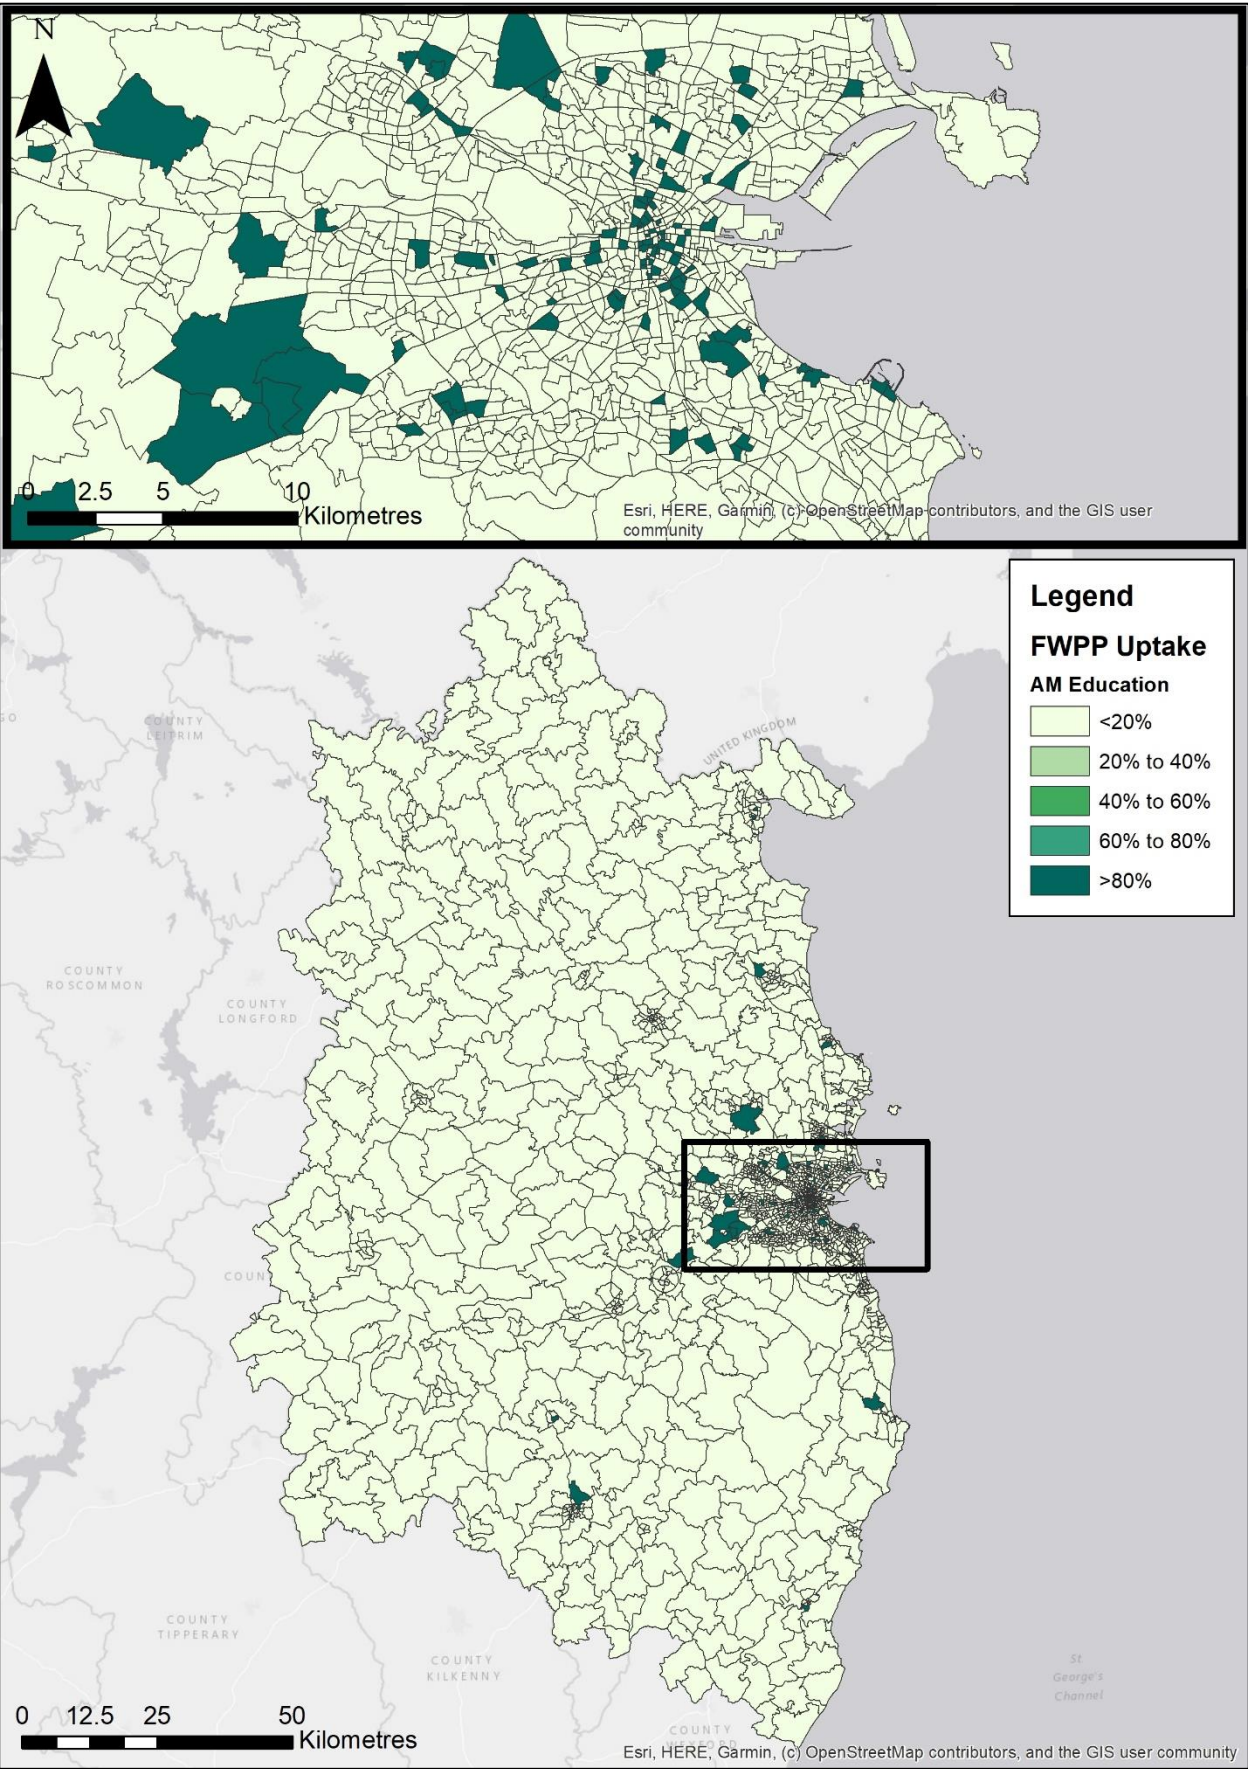 N
0 2.5 5 10
Kilometres
Esri, HERE, Garmin, (c) OpenStreetMap contributors, and the GIS user
community
Legend
FWPP Uptake
AM Education
<20%
20% to 40%
40% to 60%
60% to 80%
>80%
GO
COUNTY
LEITRIM
UNITED KINGDOM
COUNTY
ROSCOMMON
COUNTY
LONGFORD
COUN
COUNTY
TIPPERARY
COUNTY
KILKENNY
St
George's
Channel
COUNTY
WEXFORD
0 12.5 25 50
Kilometres
Esri, HERE, Garmin, (c) OpenStreetMap contributors, and the GIS user community